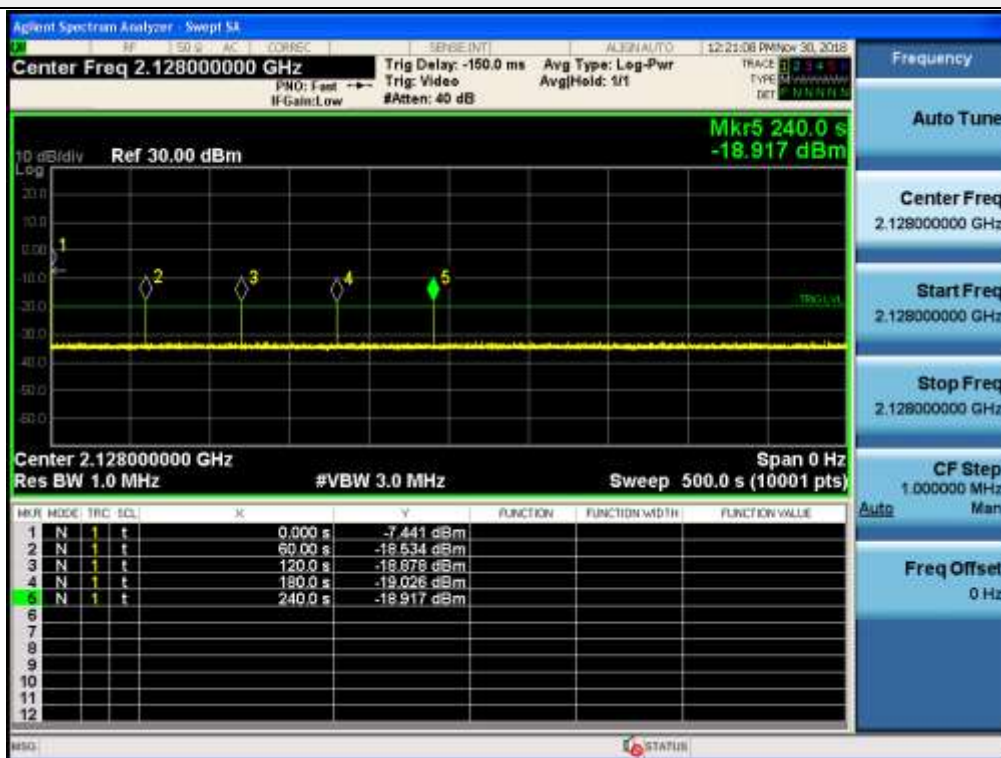 Agilent Spectrum Analyzer - Swept SA
RF 50 Ω AC CORREC SENSE:INT ALIGN AUTO 12:21:08 PM Nov 30, 2018
Center Freq 2.128000000 GHz
PNO: Fast
IFGain:Low
Trig Delay: -150.0 ms
Trig: Video
#Atten: 40 dB
Avg Type: Log-Pwr
Avg|Hold: 1/1
TRACE 1 2 3 4 5 6
TYPE
DET P N N N N N
Mkr5 240.0 s
-18.917 dBm
10 dB/div Ref 30.00 dBm
Log
20.0
10.0
0.00
-10.0
-20.0
-30.0
-40.0
-50.0
-60.0
1
2
3
4
5
TRIG LVL
Center 2.128000000 GHz Span 0 Hz
Res BW 1.0 MHz #VBW 3.0 MHz Sweep 500.0 s (10001 pts)
MKR MODE TRC SCL X Y FUNCTION FUNCTION WIDTH FUNCTION VALUE
1 N 1 t 0.000 s -7.441 dBm
2 N 1 t 60.00 s -18.534 dBm
3 N 1 t 120.0 s -18.878 dBm
4 N 1 t 180.0 s -19.026 dBm
5 N 1 t 240.0 s -18.917 dBm
6
7
8
9
10
11
12
MSG STATUS
Frequency
Auto Tune
Center Freq
2.128000000 GHz
Start Freq
2.128000000 GHz
Stop Freq
2.128000000 GHz
CF Step
1.000000 MHz
Auto Man
Freq Offset
0 Hz